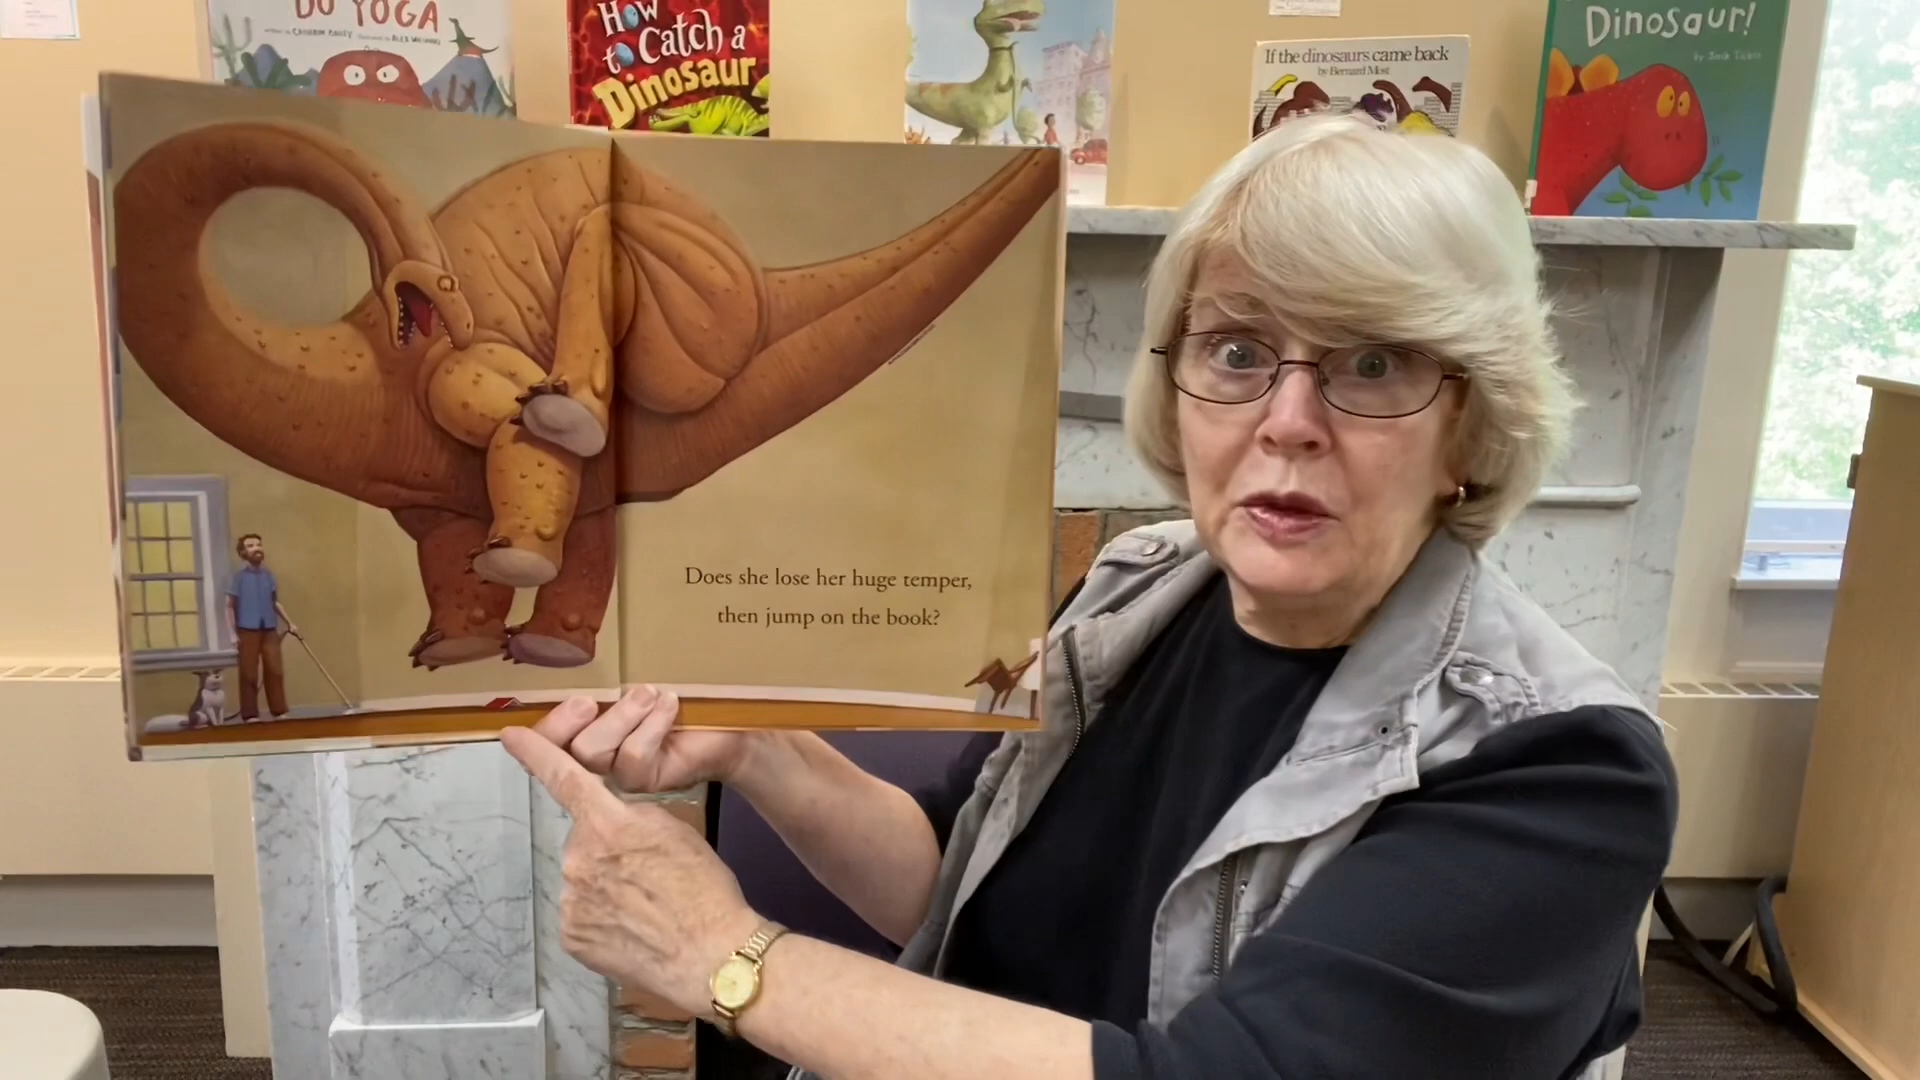 DO YOGA
How
to Catch a
Dinosaur
If the dinosaurs came back
by Bernard Most
Dinosaur!
Does she lose her huge temper,
then jump on the book?